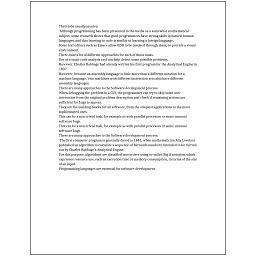 Their jobs usually involve:
Although programming has been presented in the media as a somewhat mathematical
subject, some research shows that good programmers have strong skills in natural human
languages, and that learning to code is similar to learning a foreign language.
Some text editors such as Emacs allow GDB to be invoked through them, to provide a visual
environment.
There exist a lot of different approaches for each of those tasks.
Use of a static code analysis tool can help detect some possible problems.
However, Charles Babbage had already written his first program for the Analytical Engine in
1837.
However, because an assembly language is little more than a different notation for a
machine language, two machines with different instruction sets also have different
assembly languages.
There are many approaches to the Software development process.
When debugging the problem in a GUI, the programmer can try to skip some user
interaction from the original problem description and check if remaining actions are
sufficient for bugs to appear.
They are the building blocks for all software, from the simplest applications to the most
sophisticated ones.
This can be a non-trivial task, for example as with parallel processes or some unusual
software bugs.
This can be a non-trivial task, for example as with parallel processes or some unusual
software bugs.
There are many approaches to the Software development process.
The first computer program is generally dated to 1843, when mathematician Ada Lovelace
published an algorithm to calculate a sequence of Bernoulli numbers, intended to be carried
out by Charles Babbage's Analytical Engine.
For this purpose, algorithms are classified into orders using so-called Big O notation, which
expresses resource use, such as execution time or memory consumption, in terms of the size
of an input.
Programming languages are essential for software development.